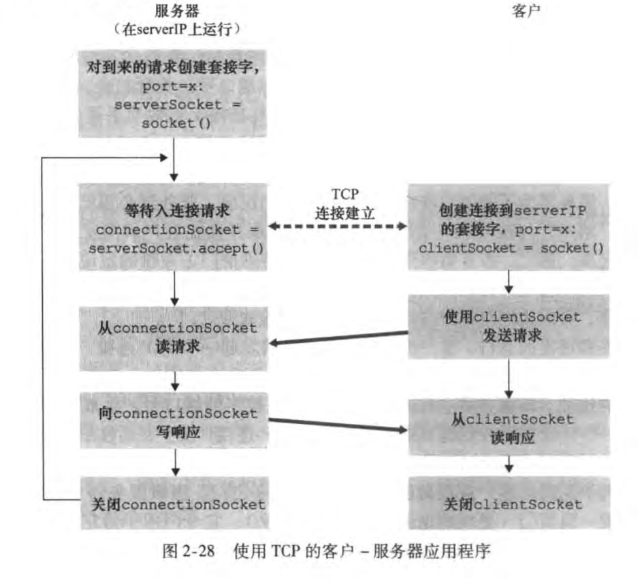 服务器
（在serverIP上运行）
客户
对到来的请求创建套接字，
port=x:
serverSocket =
socket()
等待入连接请求
connectionSocket =
serverSocket.accept()
TCP
连接建立
创建连接到serverIP
的套接字，port=x:
clientSocket = socket()
从connectionSocket
读请求
使用clientSocket
发送请求
向connectionSocket
写响应
从clientSocket
读响应
关闭connectionSocket
关闭clientSocket
图 2-28 使用 TCP 的客户 – 服务器应用程序